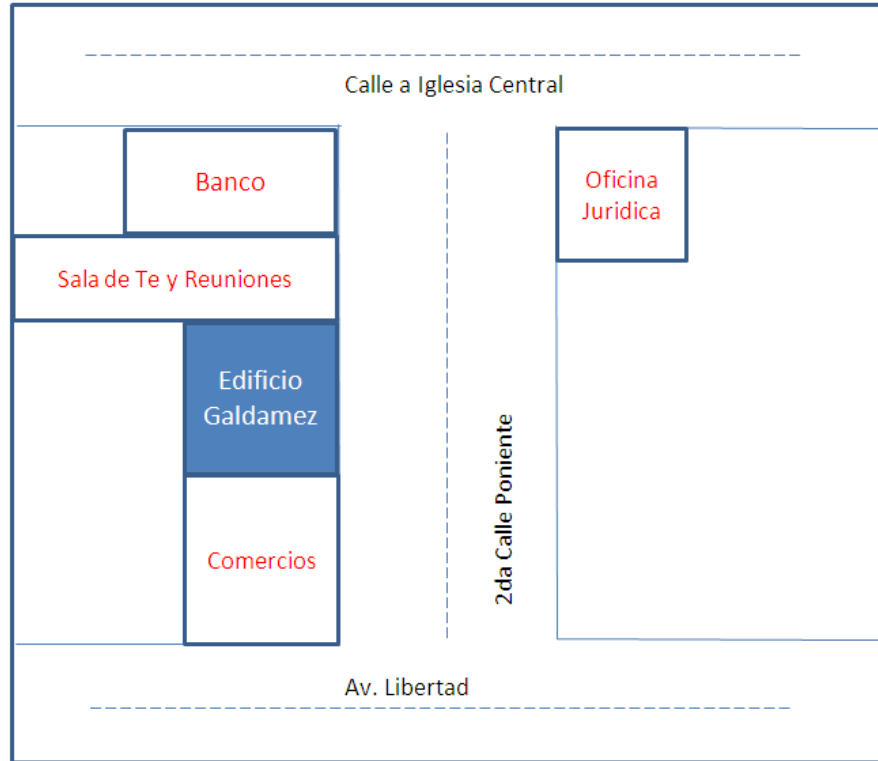 Calle a Iglesia Central
Banco
Oficina
Juridica
Sala de Te y Reuniones
Edificio
Galdamez
2da Calle Poniente
Comercios
Av. Libertad